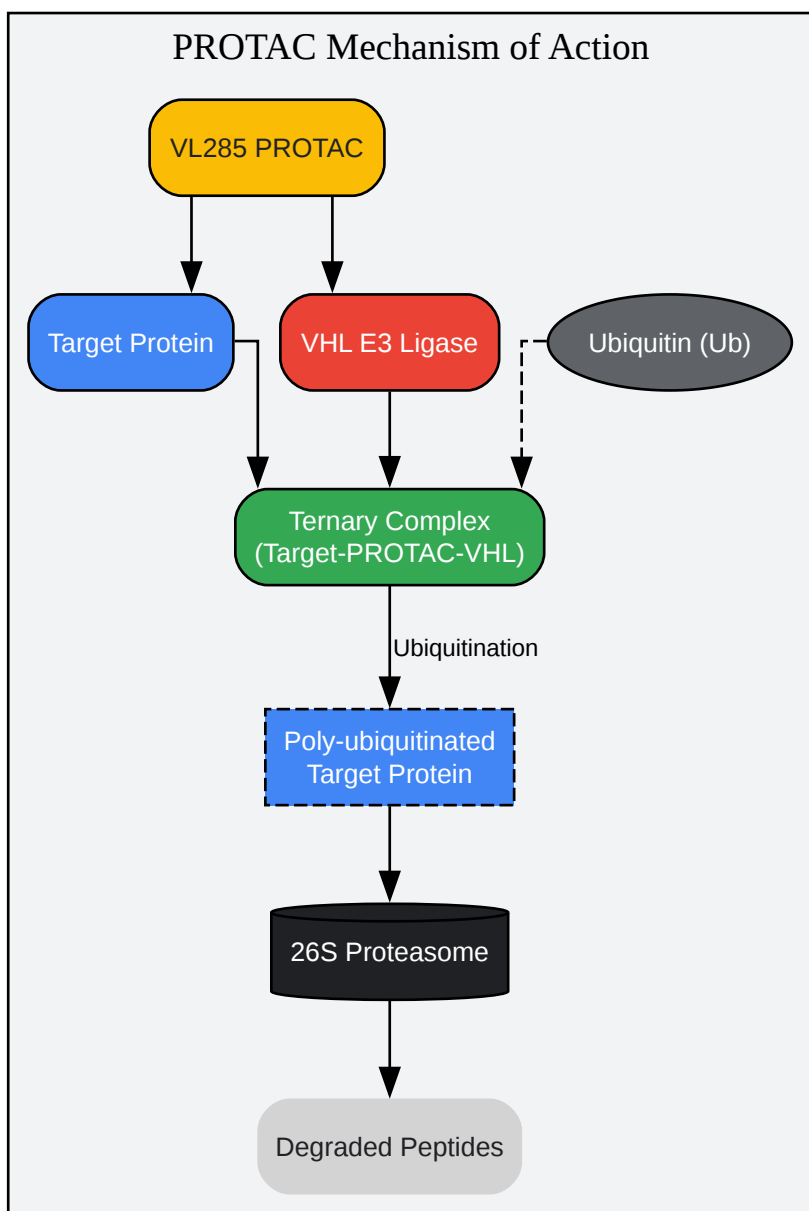 PROTAC Mechanism of Action
VL285 PROTAC
Target Protein
VHL E3 Ligase
Ubiquitin (Ub)
Ternary Complex
(Target-PROTAC-VHL)
Ubiquitination
Poly-ubiquitinated
Target Protein
26S Proteasome
Degraded Peptides